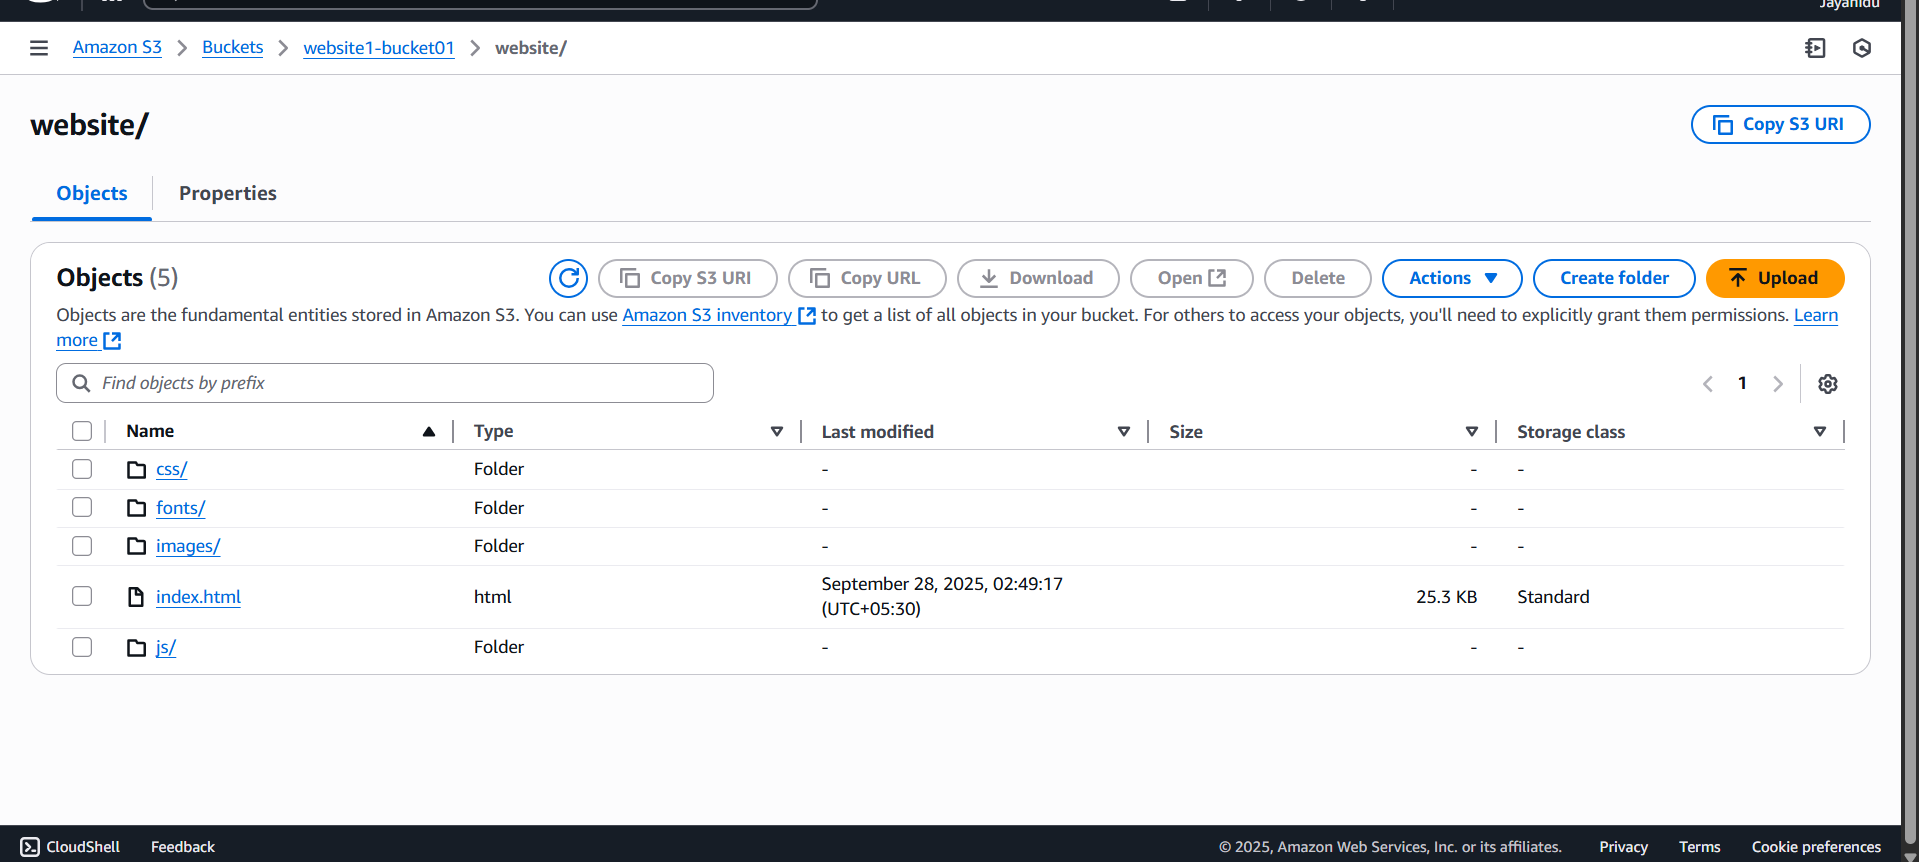 Jayanidu
Amazon S3 > Buckets > website1-bucket01 > website/
website/
Copy S3 URI
Objects Properties
Objects (5)
Copy S3 URI Copy URL Download Open Delete Actions Create folder Upload
Objects are the fundamental entities stored in Amazon S3. You can use Amazon S3 inventory to get a list of all objects in your bucket. For others to access your objects, you'll need to explicitly grant them permissions. Learn
more
Find objects by prefix
1
Name Type Last modified Size Storage class
css/ Folder - - -
fonts/ Folder - - -
images/ Folder - - -
index.html html September 28, 2025, 02:49:17 (UTC+05:30) 25.3 KB Standard
js/ Folder - - -
CloudShell Feedback © 2025, Amazon Web Services, Inc. or its affiliates. Privacy Terms Cookie preferences